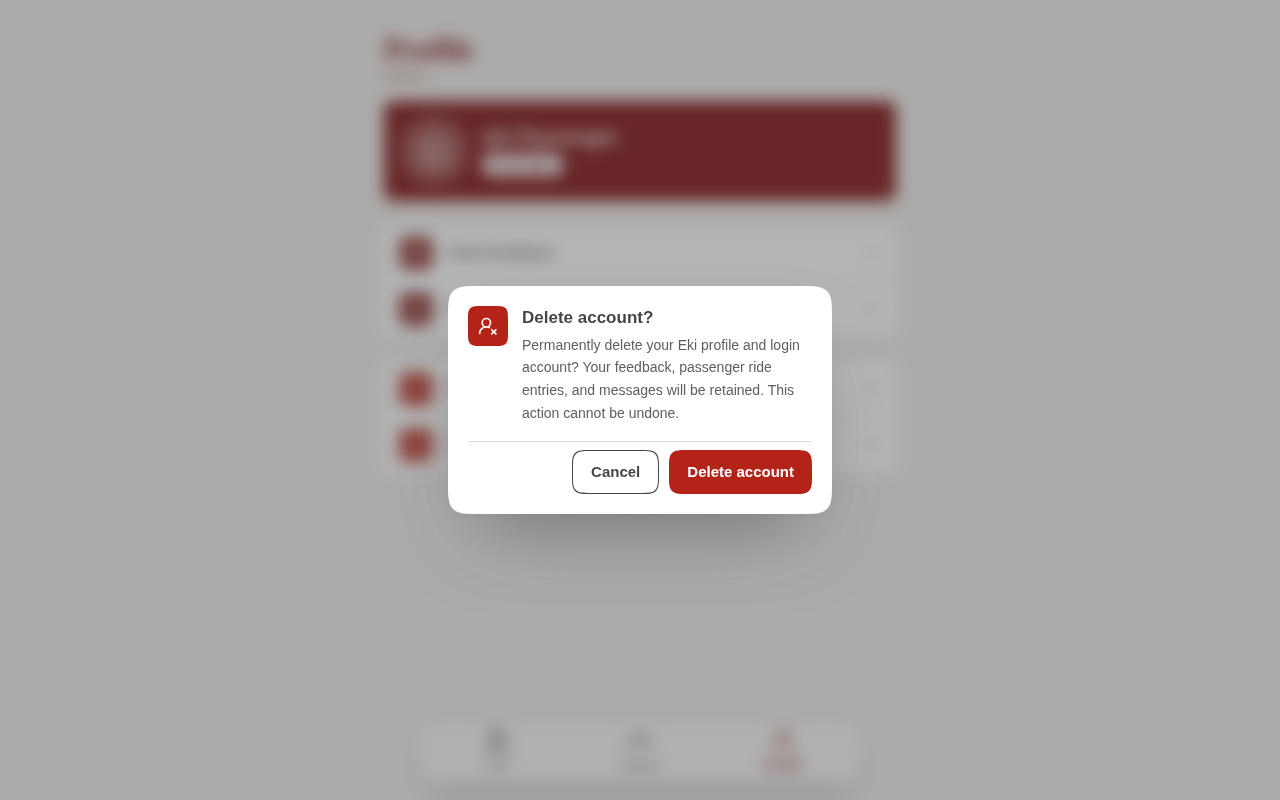 Profile
Delete account?
Permanently delete your Eki profile and login
account? Your feedback, passenger ride
entries, and messages will be retained. This
action cannot be undone.
Cancel
Delete account